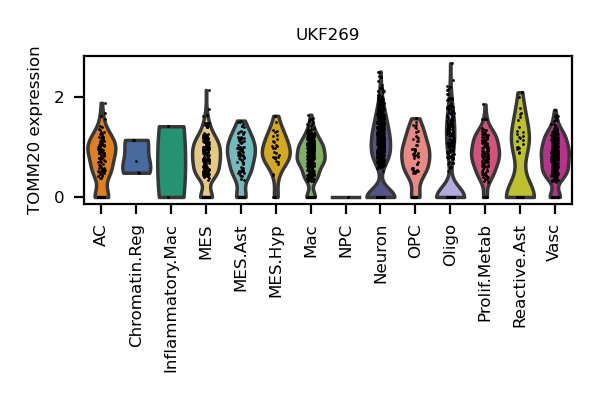 UKF269
TOMM20 expression
2
0
AC
Chromatin.Reg
Inflammatory.Mac
MES
MES.Ast
MES.Hyp
Mac
NPC
Neuron
OPC
Oligo
Prolif.Metab
Reactive.Ast
Vasc